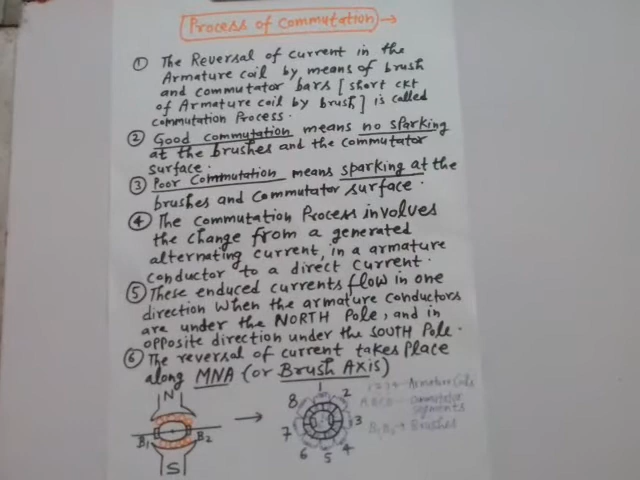 Process of Commutation →
① The Reversal of current in the
Armature coil by means of brush
and commutator bars [short ckt
of Armature coil by brush] is called
commutation Process.
② Good commutation means no sparking
at the brushes and the commutator
surface.
③ Poor Commutation means sparking at the
brushes and commutator surface.
④ The commutation Process involves
the change from a generated
alternating current, in a armature
conductor to a direct current.
⑤ These enduced currents flow in one
direction when the armature conductors
are under the NORTH Pole, and in
opposite direction under the SOUTH Pole.
⑥ The reversal of current takes Place
along MNA (or Brush Axis)
N
B1 B2
S
→
1 2 3 4 5 6 7 8
1234 - Armature Coils
ABCD - commutator
segments
B1B2 → Brushes